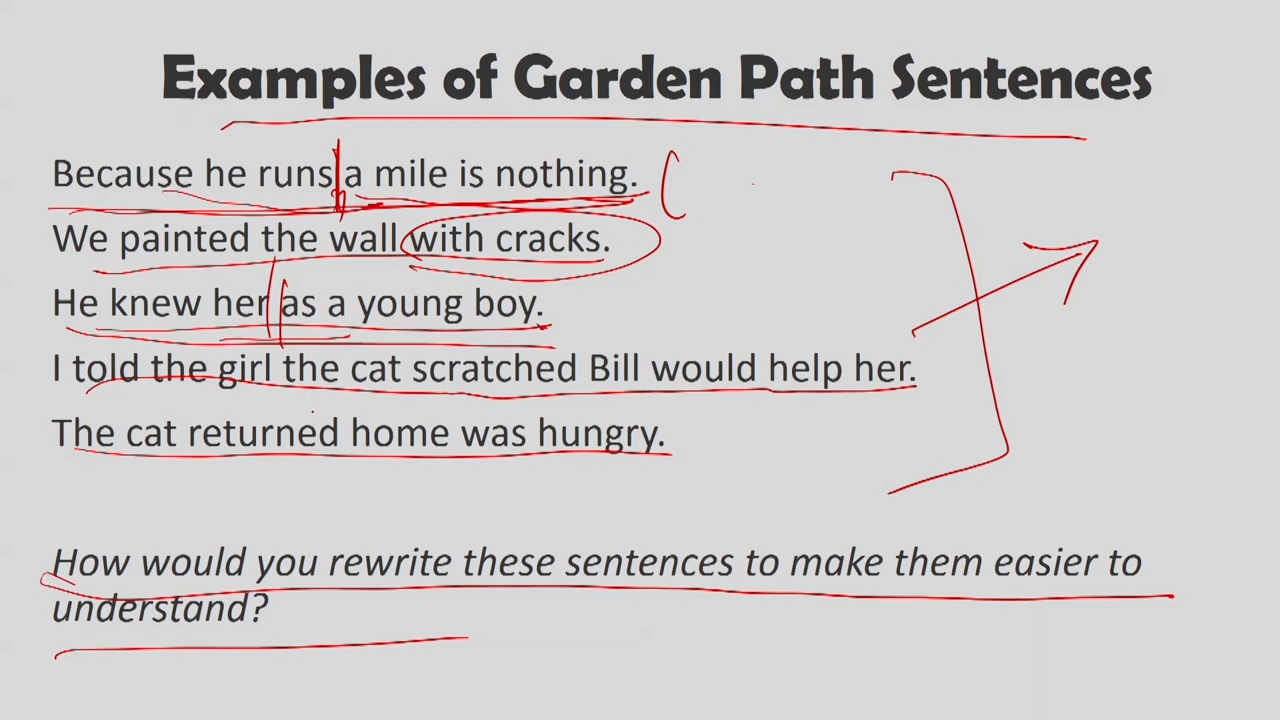 Examples of Garden Path Sentences
Because he runs a mile is nothing.
We painted the wall with cracks.
He knew her as a young boy.
I told the girl the cat scratched Bill would help her.
The cat returned home was hungry.
How would you rewrite these sentences to make them easier to
understand?